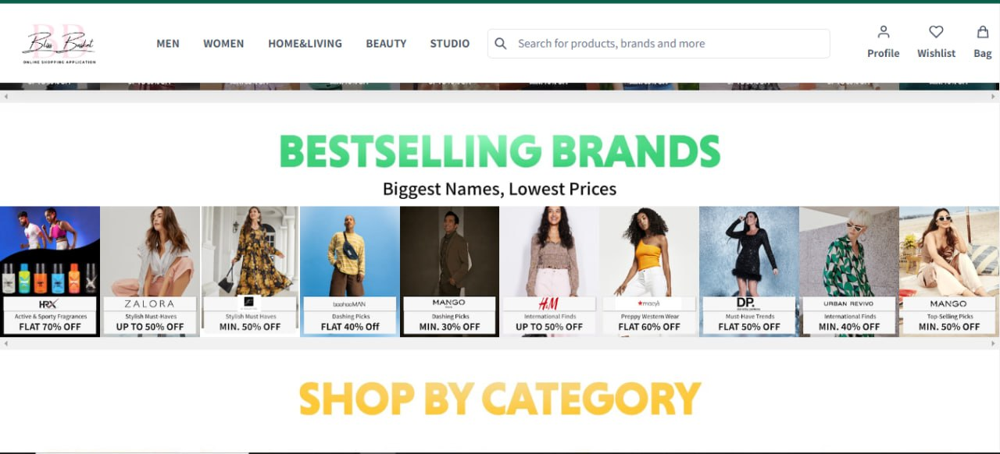 BB
Bliss Basket
ONLINE SHOPPING APPLICATION
MEN WOMEN HOME&LIVING BEAUTY STUDIO
Search for products, brands and more
Profile Wishlist Bag
BESTSELLING BRANDS
Biggest Names, Lowest Prices
HRX
Active & Sporty Fragrances
FLAT 70% OFF
ZALORA
Stylish Must-Haves
UP TO 50% OFF
Stylish Must Haves
MIN. 50% OFF
boohooMAN
Dashing Picks
FLAT 40% Off
MANGO
Dashing Picks
MIN. 30% OFF
H&M
International Finds
UP TO 50% OFF
macy's
Preppy Western Wear
FLAT 60% OFF
DP.
Must-Have Trends
FLAT 50% OFF
URBAN REVIVO
International Finds
MIN. 40% OFF
MANGO
Top-Selling Picks
MIN. 50% OFF
SHOP BY CATEGORY